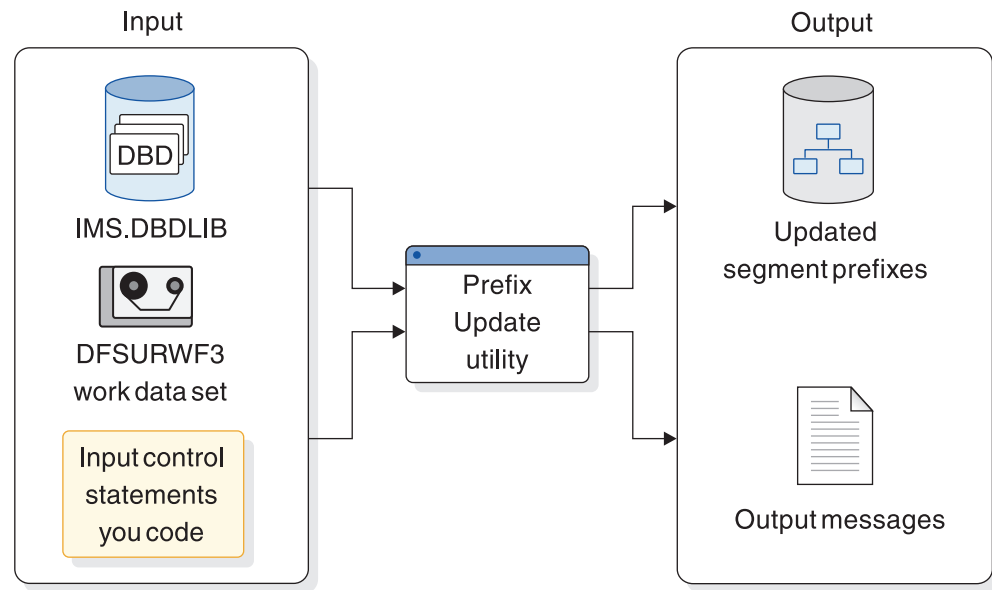 Input
DBD
IMS.DBDLIB
DFSURWF3
work data set
Input control
statements
you code
Prefix
Update
utility
Output
Updated
segment prefixes
Output messages